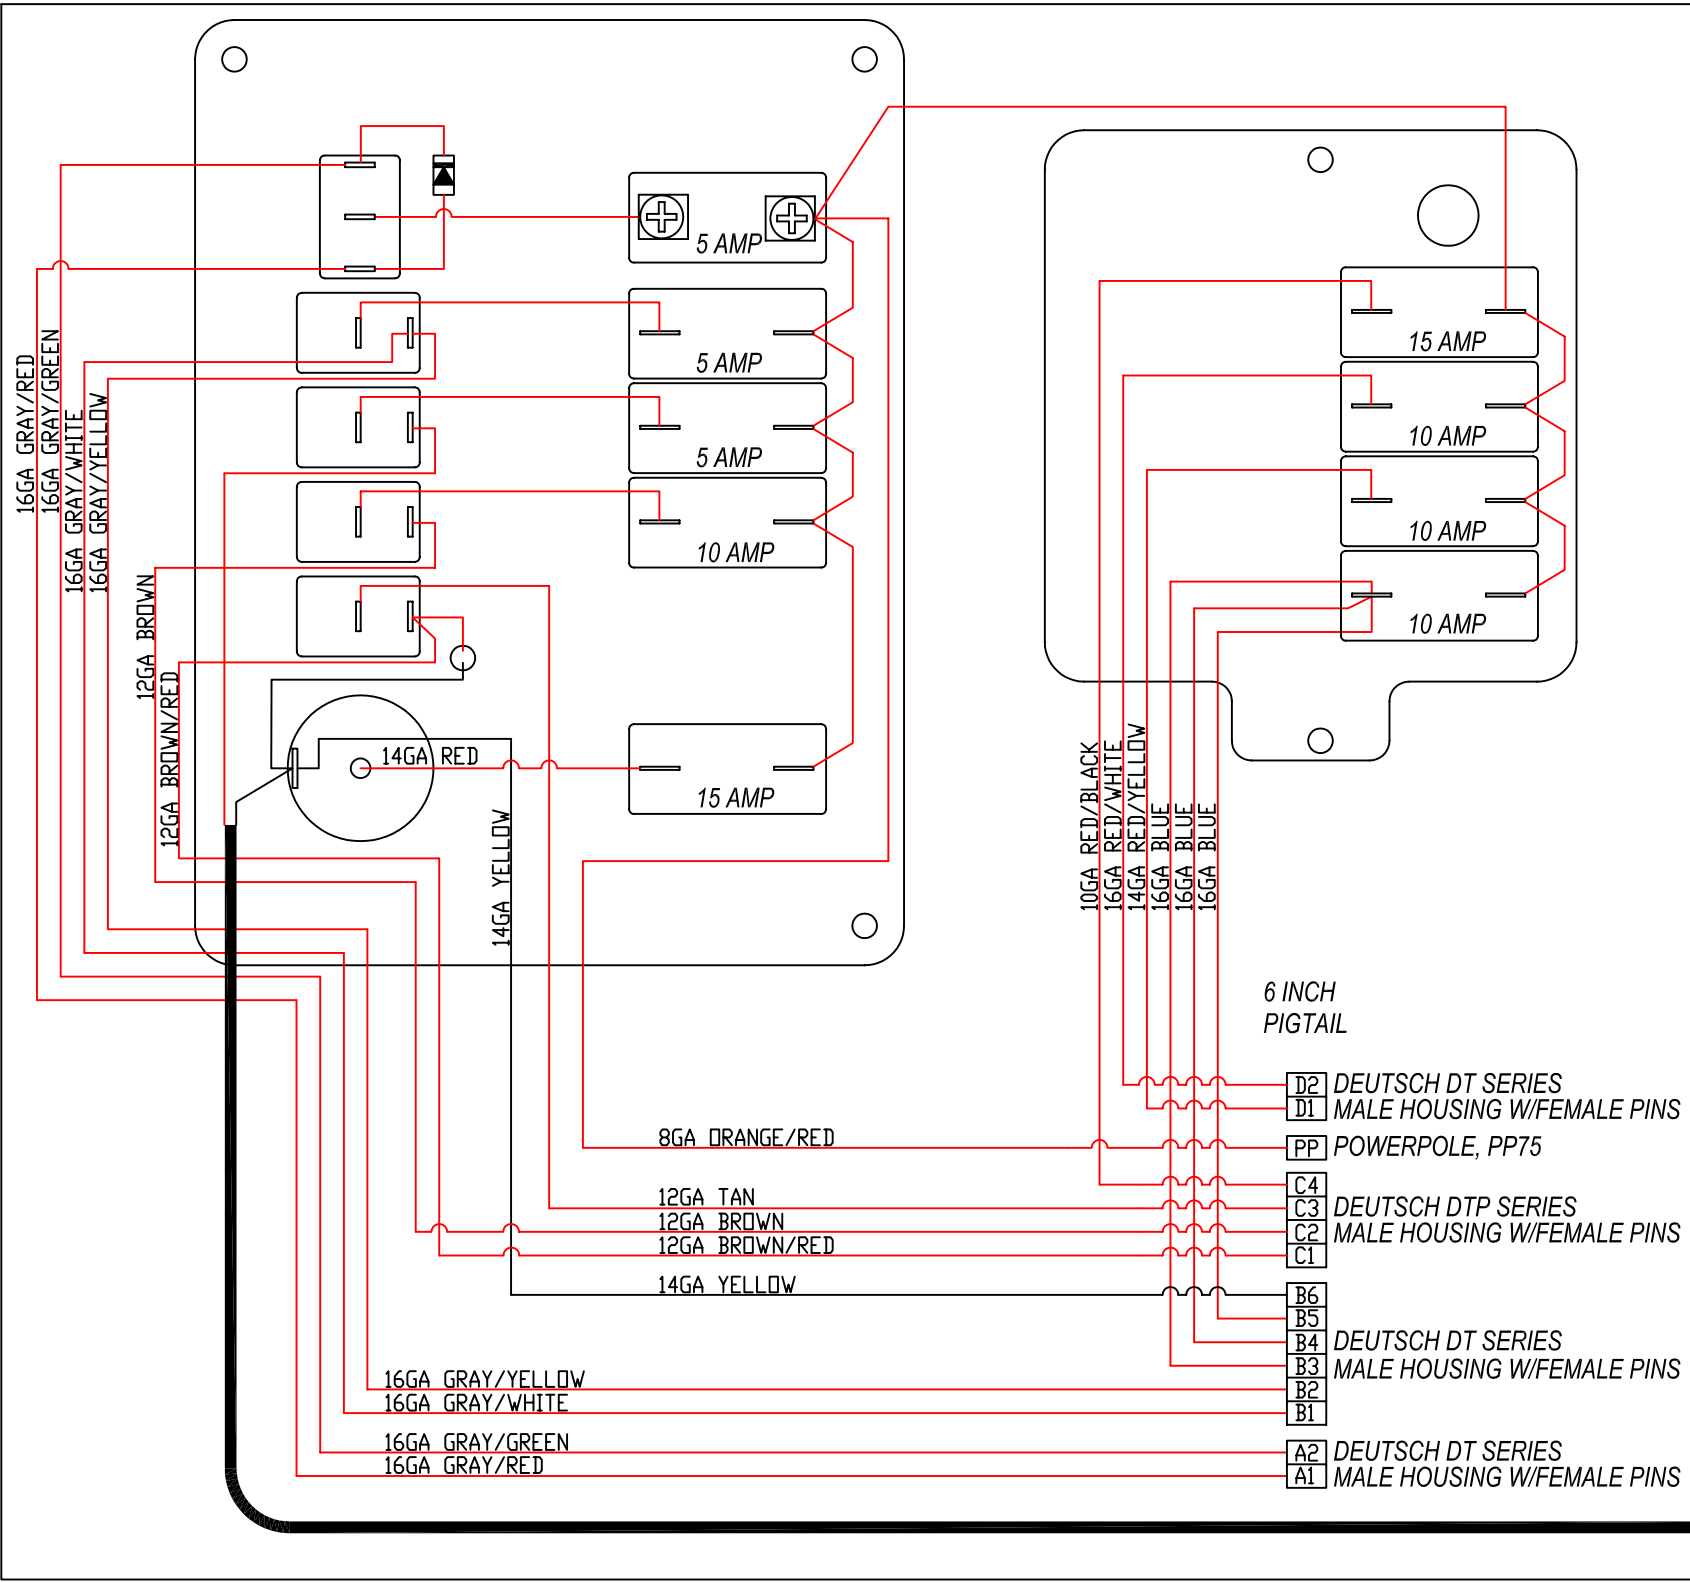 5 AMP
5 AMP
5 AMP
10 AMP
15 AMP
15 AMP
10 AMP
10 AMP
10 AMP
16GA GRAY/RED
16GA GRAY/GREEN
16GA GRAY/WHITE
16GA GRAY/YELLOW
12GA BROWN
12GA BROWN/RED
14GA RED
14GA YELLOW
10GA RED/BLACK
16GA RED/WHITE
14GA RED/YELLOW
16GA BLUE
16GA BLUE
16GA BLUE
6 INCH
PIGTAIL
D2 DEUTSCH DT SERIES
D1 MALE HOUSING W/FEMALE PINS
8GA ORANGE/RED
PP POWERPOLE, PP75
C4
12GA TAN
C3 DEUTSCH DTP SERIES
12GA BROWN
C2 MALE HOUSING W/FEMALE PINS
12GA BROWN/RED
C1
14GA YELLOW
B6
B5
B4 DEUTSCH DT SERIES
B3 MALE HOUSING W/FEMALE PINS
16GA GRAY/YELLOW
B2
16GA GRAY/WHITE
B1
16GA GRAY/GREEN
A2 DEUTSCH DT SERIES
16GA GRAY/RED
A1 MALE HOUSING W/FEMALE PINS